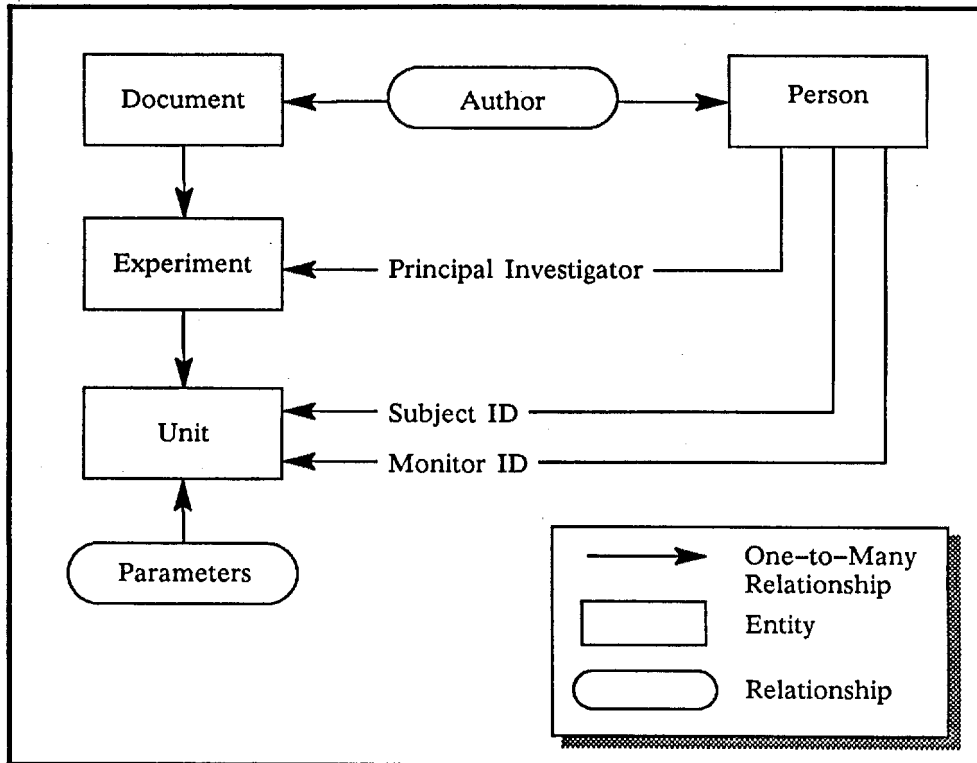 Document
Author
Person
Experiment
Principal Investigator
Unit
Subject ID
Monitor ID
Parameters
One-to-Many
Relationship
Entity
Relationship